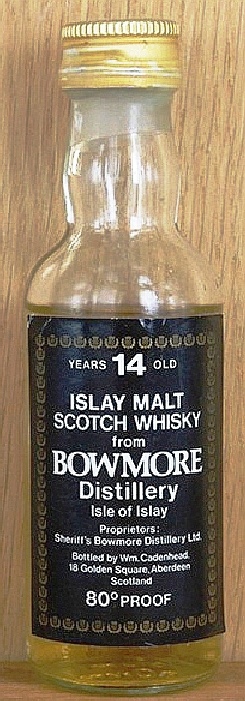 YEARS 14 OLD
ISLAY MALT
SCOTCH WHISKY
from
BOWMORE
Distillery
Isle of Islay
Proprietors:
Sheriff's Bowmore Distillery Ltd.
Bottled by Wm. Cadenhead,
18 Golden Square, Aberdeen
Scotland
80° PROOF